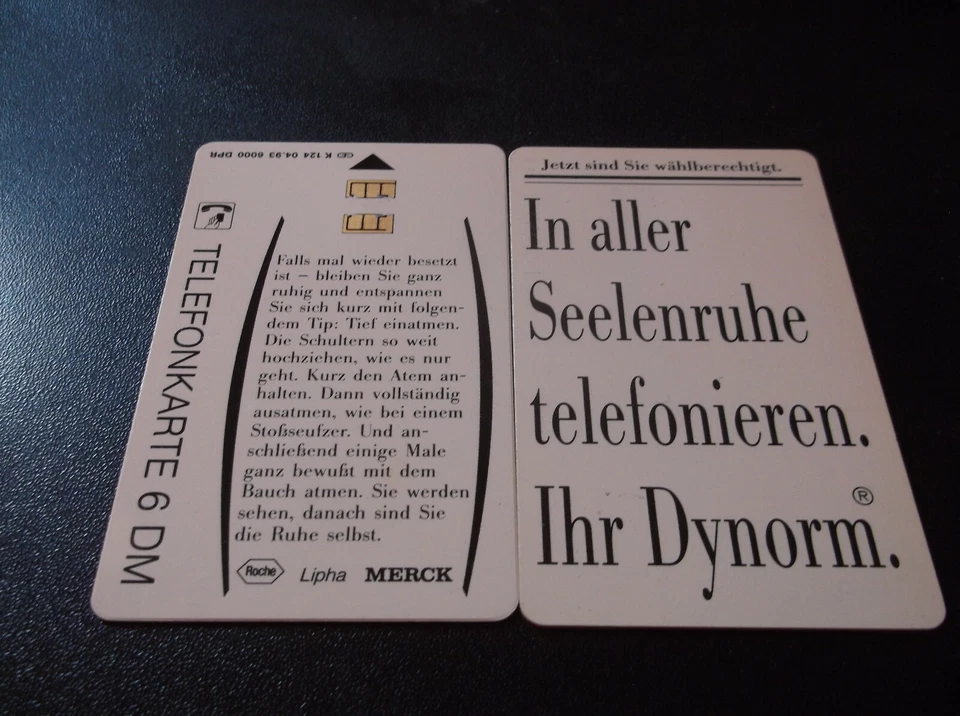 K 124 04.93 6000 DPR
TELEFONKARTE 6 DM
Falls mal wieder besetzt
ist – bleiben Sie ganz
ruhig und entspannen
Sie sich kurz mit folgen-
dem Tip: Tief einatmen.
Die Schultern so weit
hochziehen, wie es nur
geht. Kurz den Atem an-
halten. Dann vollständig
ausatmen, wie bei einem
Stoßseufzer. Und an-
schließend einige Male
ganz bewußt mit dem
Bauch atmen. Sie werden
sehen, danach sind Sie
die Ruhe selbst.
Roche Lipha MERCK
Jetzt sind Sie wählberechtigt.
In aller
Seelenruhe
telefonieren.
Ihr Dynorm®.